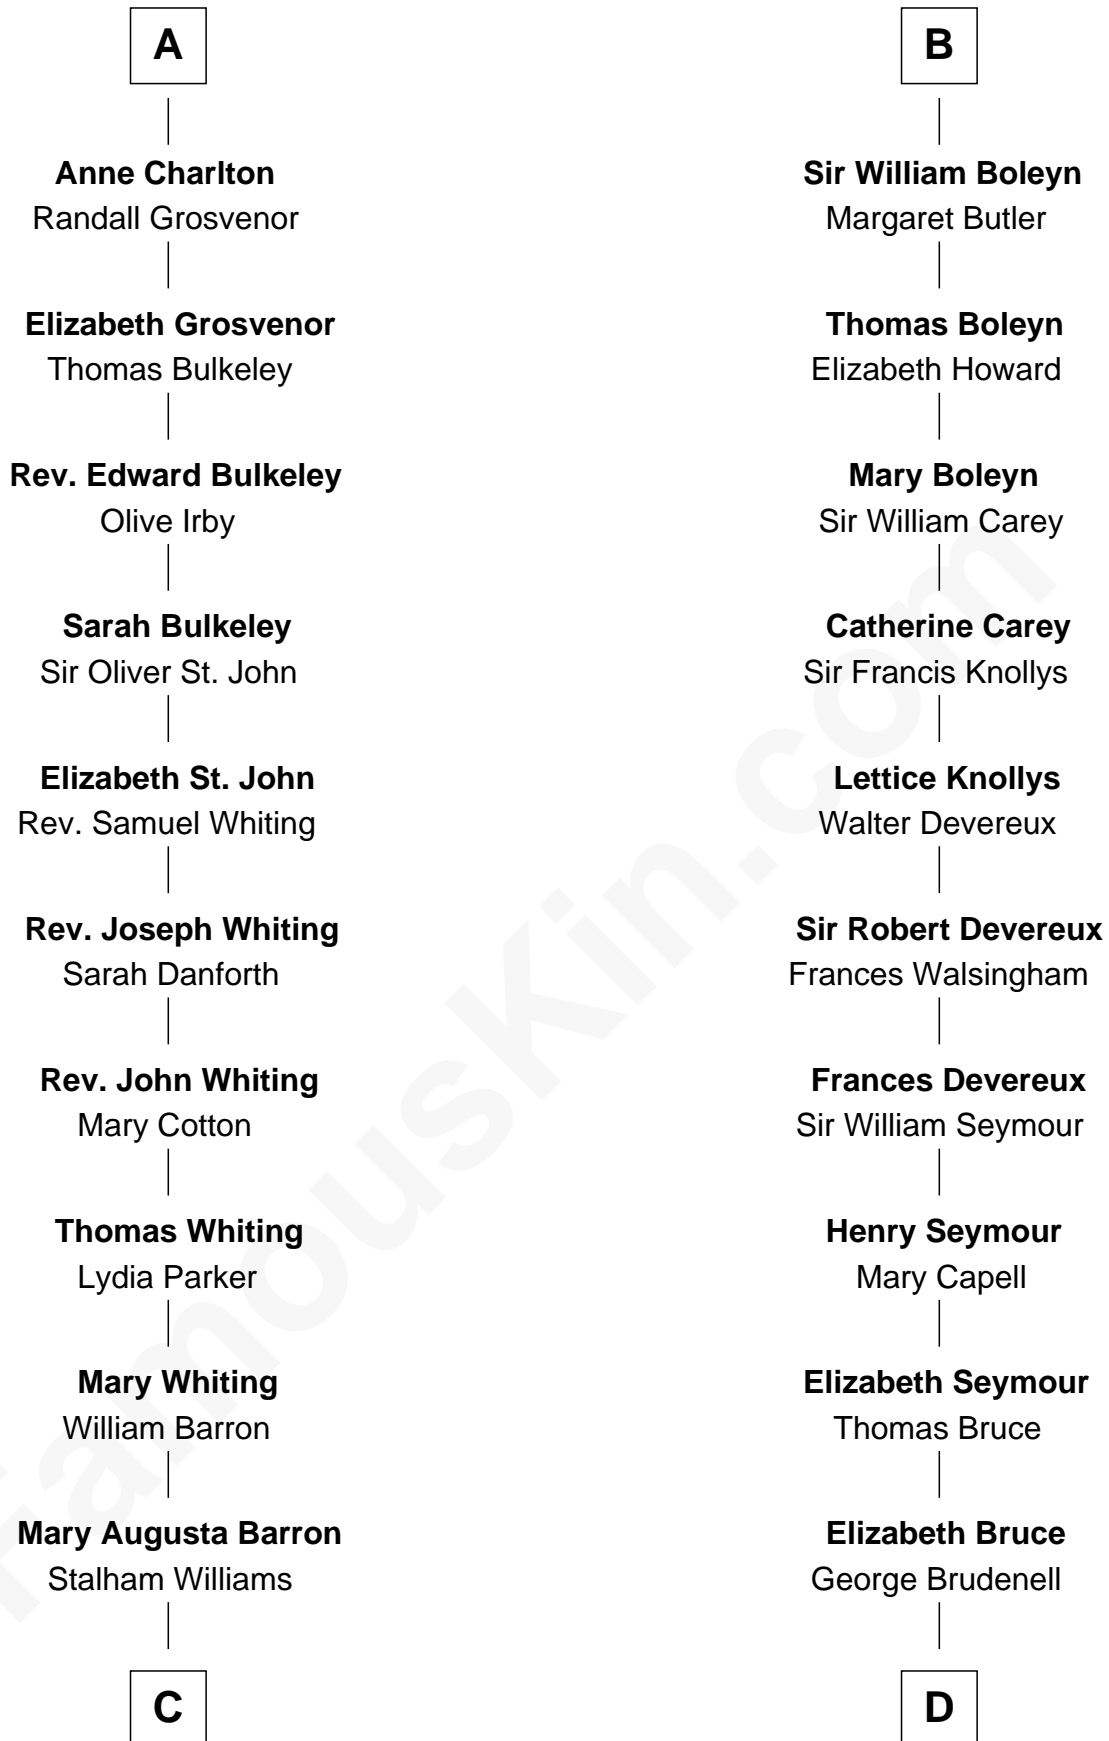 A
Anne Charlton
Randall Grosvenor
Elizabeth Grosvenor
Thomas Bulkeley
Rev. Edward Bulkeley
Olive Irby
Sarah Bulkeley
Sir Oliver St. John
Elizabeth St. John
Rev. Samuel Whiting
Rev. Joseph Whiting
Sarah Danforth
Rev. John Whiting
Mary Cotton
Thomas Whiting
Lydia Parker
Mary Whiting
William Barron
Mary Augusta Barron
Stalham Williams
C
B
Sir William Boleyn
Margaret Butler
Thomas Boleyn
Elizabeth Howard
Mary Boleyn
Sir William Carey
Catherine Carey
Sir Francis Knollys
Lettice Knollys
Walter Devereux
Sir Robert Devereux
Frances Walsingham
Frances Devereux
Sir William Seymour
Henry Seymour
Mary Capell
Elizabeth Seymour
Thomas Bruce
Elizabeth Bruce
George Brudenell
D
FamousKin.com